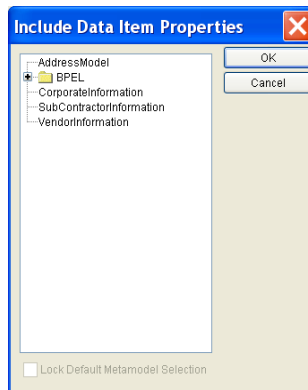 Include Data Item Properties
AddressModel
BPEL
CorporateInformation
SubContractorInformation
VendorInformation
OK
Cancel
Lock Default Metamodel Selection